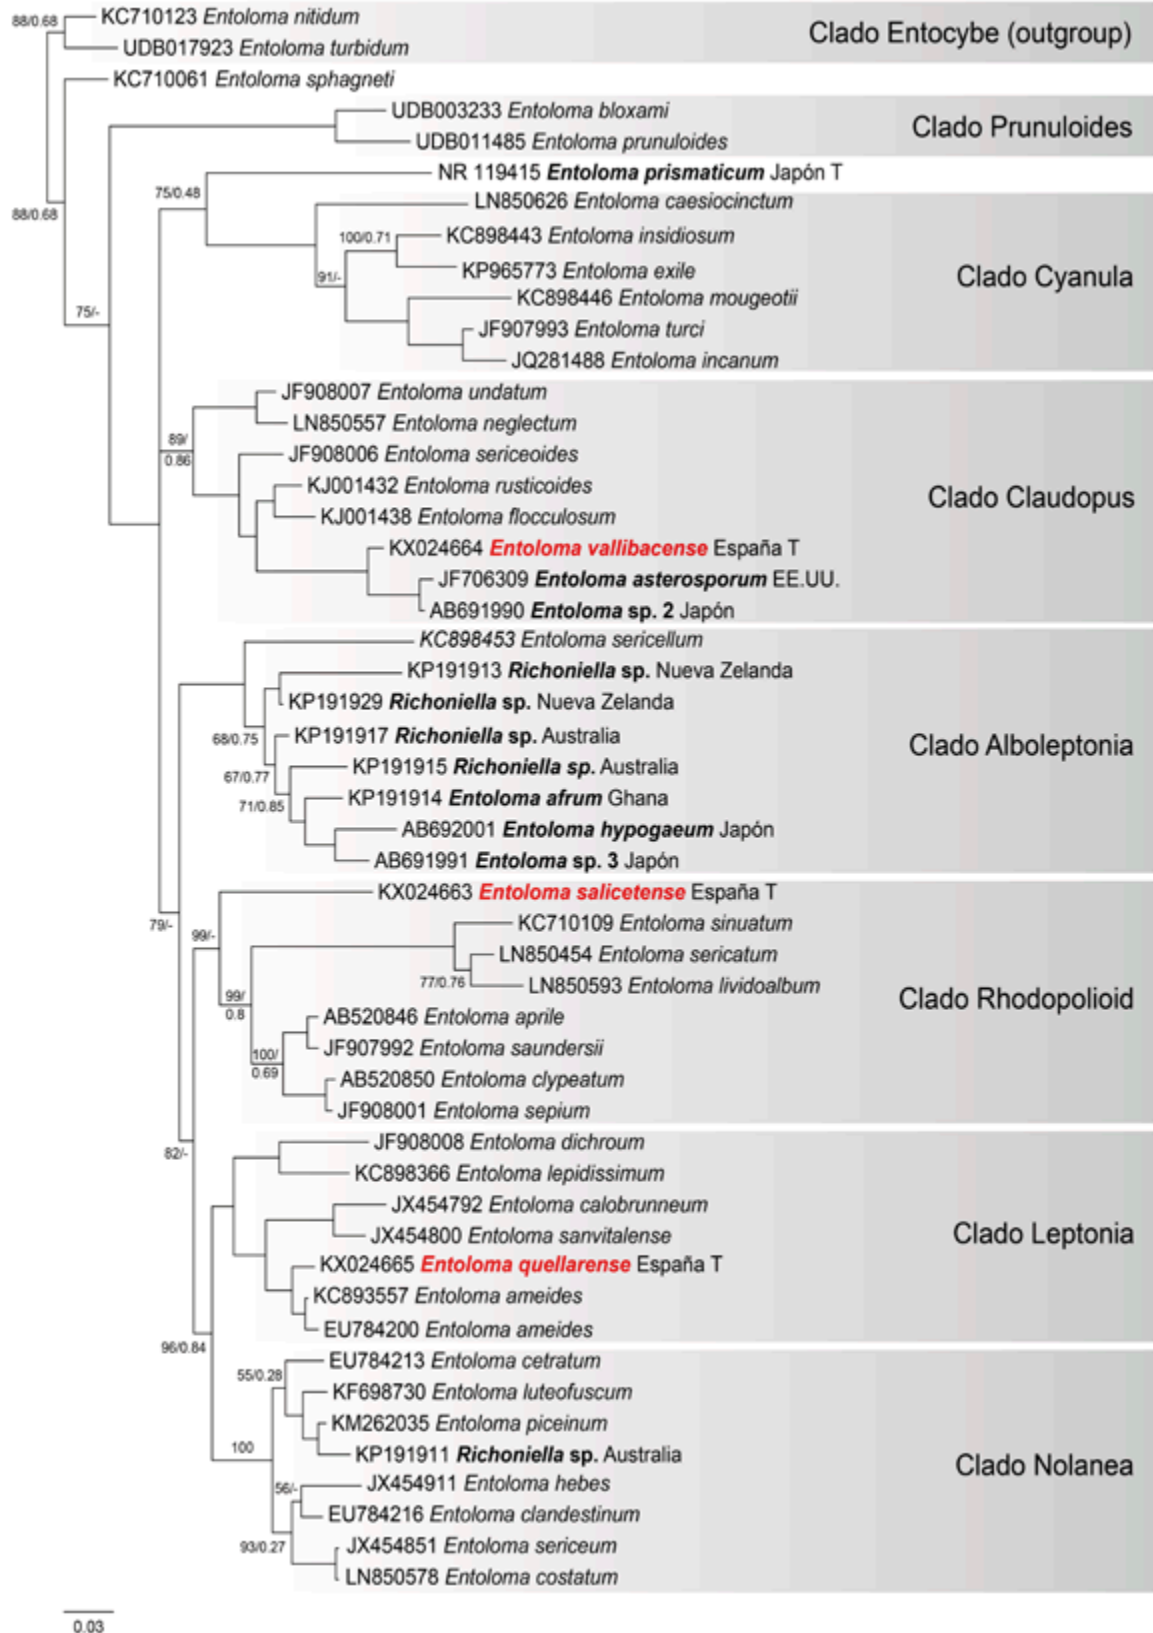 88/0.68
KC710123 Entoloma nitidum
UDB017923 Entoloma turbidum
Clado Entocybe (outgroup)
KC710061 Entoloma sphagneti
UDB003233 Entoloma bloxami
UDB011485 Entoloma prunuloides
Clado Prunuloides
NR 119415 Entoloma prismaticum Japón T
75/0.48
88/0.68
LN850626 Entoloma caesiocinctum
100/0.71
KC898443 Entoloma insidiosum
KP965773 Entoloma exile
91/-
Clado Cyanula
KC898446 Entoloma mougeotii
75/-
JF907993 Entoloma turci
JQ281488 Entoloma incanum
JF908007 Entoloma undatum
LN850557 Entoloma neglectum
89/
0.86
JF908006 Entoloma sericeoides
KJ001432 Entoloma rusticoides
Clado Claudopus
KJ001438 Entoloma flocculosum
KX024664 Entoloma vallibacense España T
JF706309 Entoloma asterosporum EE.UU.
AB691990 Entoloma sp. 2 Japón
KC898453 Entoloma sericellum
KP191913 Richoniella sp. Nueva Zelanda
KP191929 Richoniella sp. Nueva Zelanda
68/0.75
KP191917 Richoniella sp. Australia
Clado Alboleptonia
67/0.77
KP191915 Richoniella sp. Australia
71/0.85
KP191914 Entoloma afrum Ghana
AB692001 Entoloma hypogaeum Japón
AB691991 Entoloma sp. 3 Japón
KX024663 Entoloma salicetense España T
79/-
99/-
KC710109 Entoloma sinuatum
LN850454 Entoloma sericatum
77/0.76
LN850593 Entoloma lividoalbum
Clado Rhodopolioid
99/
0.8
AB520846 Entoloma aprile
JF907992 Entoloma saundersii
100/
0.69
AB520850 Entoloma clypeatum
JF908001 Entoloma sepium
82/-
JF908008 Entoloma dichroum
KC898366 Entoloma lepidissimum
JX454792 Entoloma calobrunneum
JX454800 Entoloma sanvitalense
Clado Leptonia
KX024665 Entoloma quellarense España T
KC893557 Entoloma ameides
EU784200 Entoloma ameides
96/0.84
EU784213 Entoloma cetratum
55/0.28
KF698730 Entoloma luteofuscum
KM262035 Entoloma piceinum
100
KP191911 Richoniella sp. Australia
Clado Nolanea
56/-
JX454911 Entoloma hebes
EU784216 Entoloma clandestinum
93/0.27
JX454851 Entoloma sericeum
LN850578 Entoloma costatum
0.03